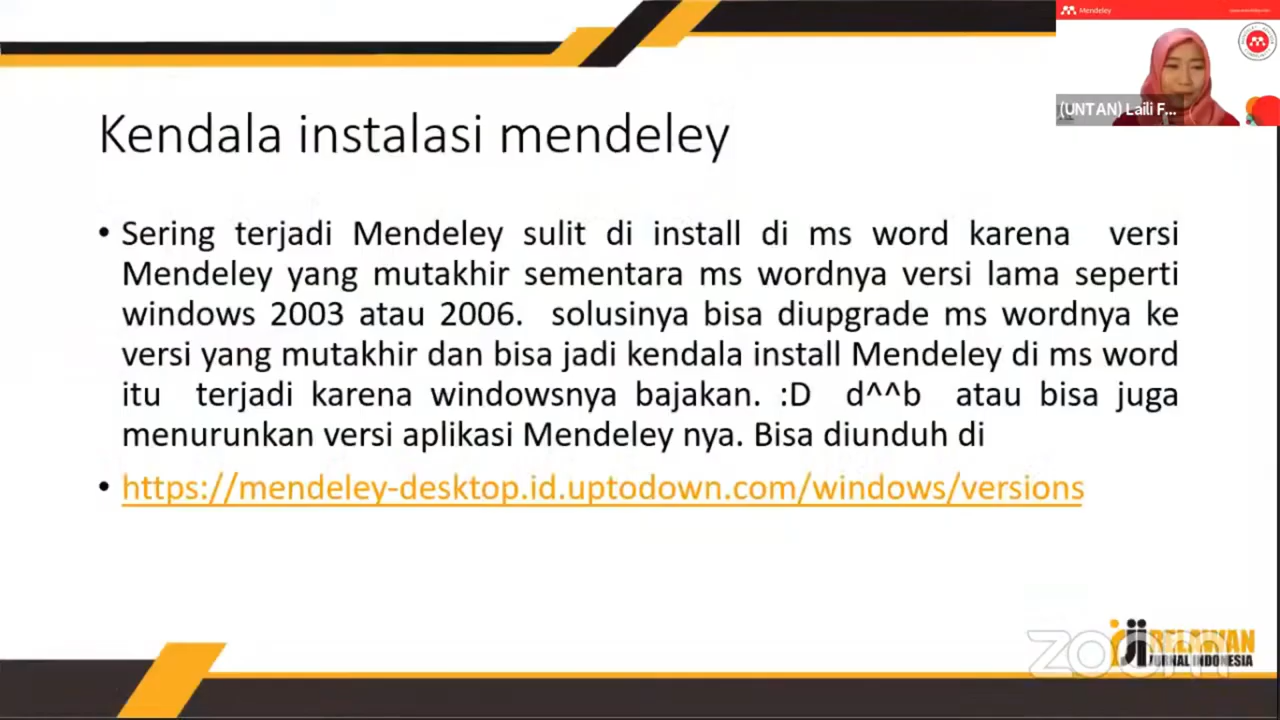 Mendeley
(UNTAN) Laili F...
Kendala instalasi mendeley
• Sering terjadi Mendeley sulit di install di ms word karena versi
Mendeley yang mutakhir sementara ms wordnya versi lama seperti
windows 2003 atau 2006. solusinya bisa diupgrade ms wordnya ke
versi yang mutakhir dan bisa jadi kendala install Mendeley di ms word
itu terjadi karena windowsnya bajakan. :D d^^b atau bisa juga
menurunkan versi aplikasi Mendeley nya. Bisa diunduh di
• https://mendeley-desktop.id.uptodown.com/windows/versions
zoom
RELAWAN
JURNAL INDONESIA